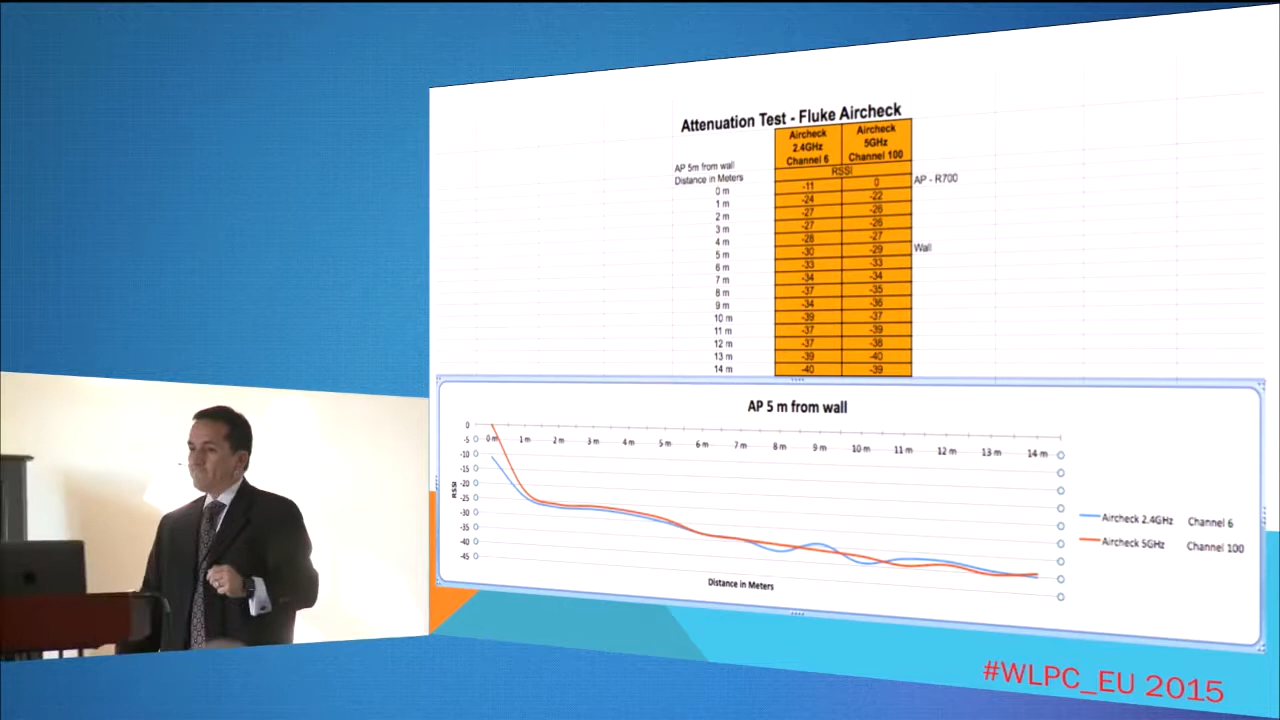 Attenuation Test - Fluke Aircheck
Aircheck 2.4GHz Channel 6
Aircheck 5GHz Channel 100
AP 5m from wall
Distance in Meters
RSSI
0 m -11 0 AP - R700
1 m -24 -22
2 m -27 -26
3 m -27 -26
4 m -28 -27
5 m -30 -29 Wall
6 m -33 -33
7 m -34 -34
8 m -37 -35
9 m -34 -36
10 m -39 -37
11 m -37 -39
12 m -37 -38
13 m -39 -40
14 m -40 -39
AP 5 m from wall
0
-5
-10
-15
-20
-25
-30
-35
-40
-45
RSSI
0 m 1 m 2 m 3 m 4 m 5 m 6 m 7 m 8 m 9 m 10 m 11 m 12 m 13 m 14 m
Aircheck 2.4GHz Channel 6
Aircheck 5GHz Channel 100
Distance in Meters
#WLPC_EU 2015